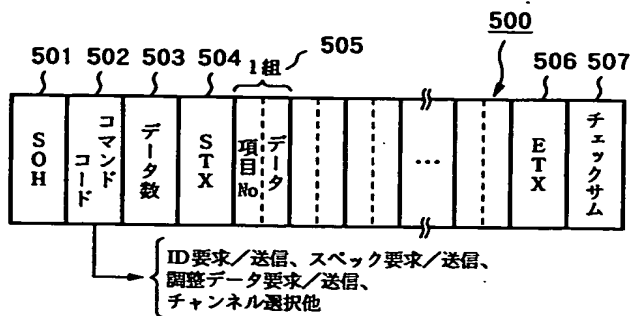 500
501 502 503 504 1組 505 506 507
SOH
コマンドコード
データ数
STX
項目No
データ
...
ETX
チェックサム
ID要求/送信、スペック要求/送信、
調整データ要求/送信、
チャンネル選択他